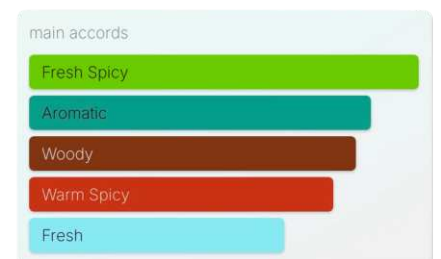 main accords
Fresh Spicy
Aromatic
Woody
Warm Spicy
Fresh